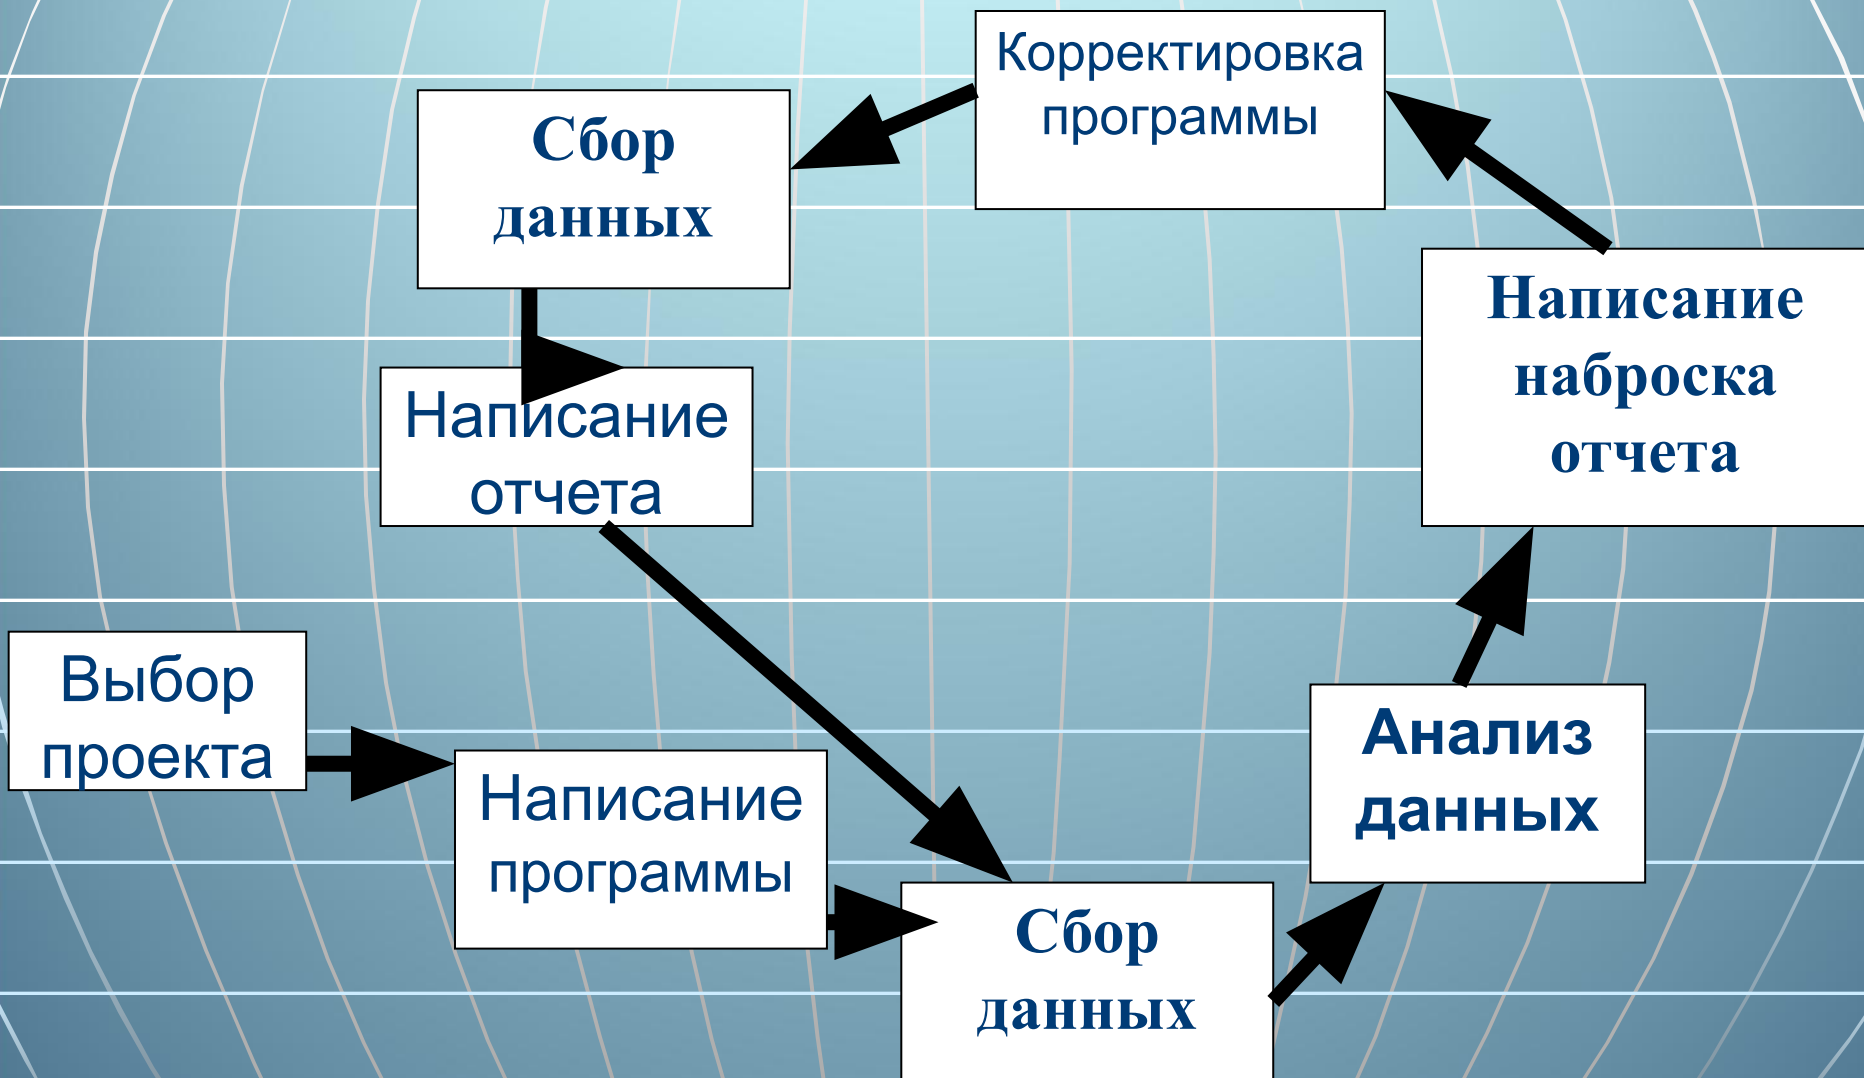 Корректировка
программы
Сбор
данных
Написание
наброска
отчета
Написание
отчета
Выбор
проекта
Написание
программы
Анализ
данных
Сбор
данных